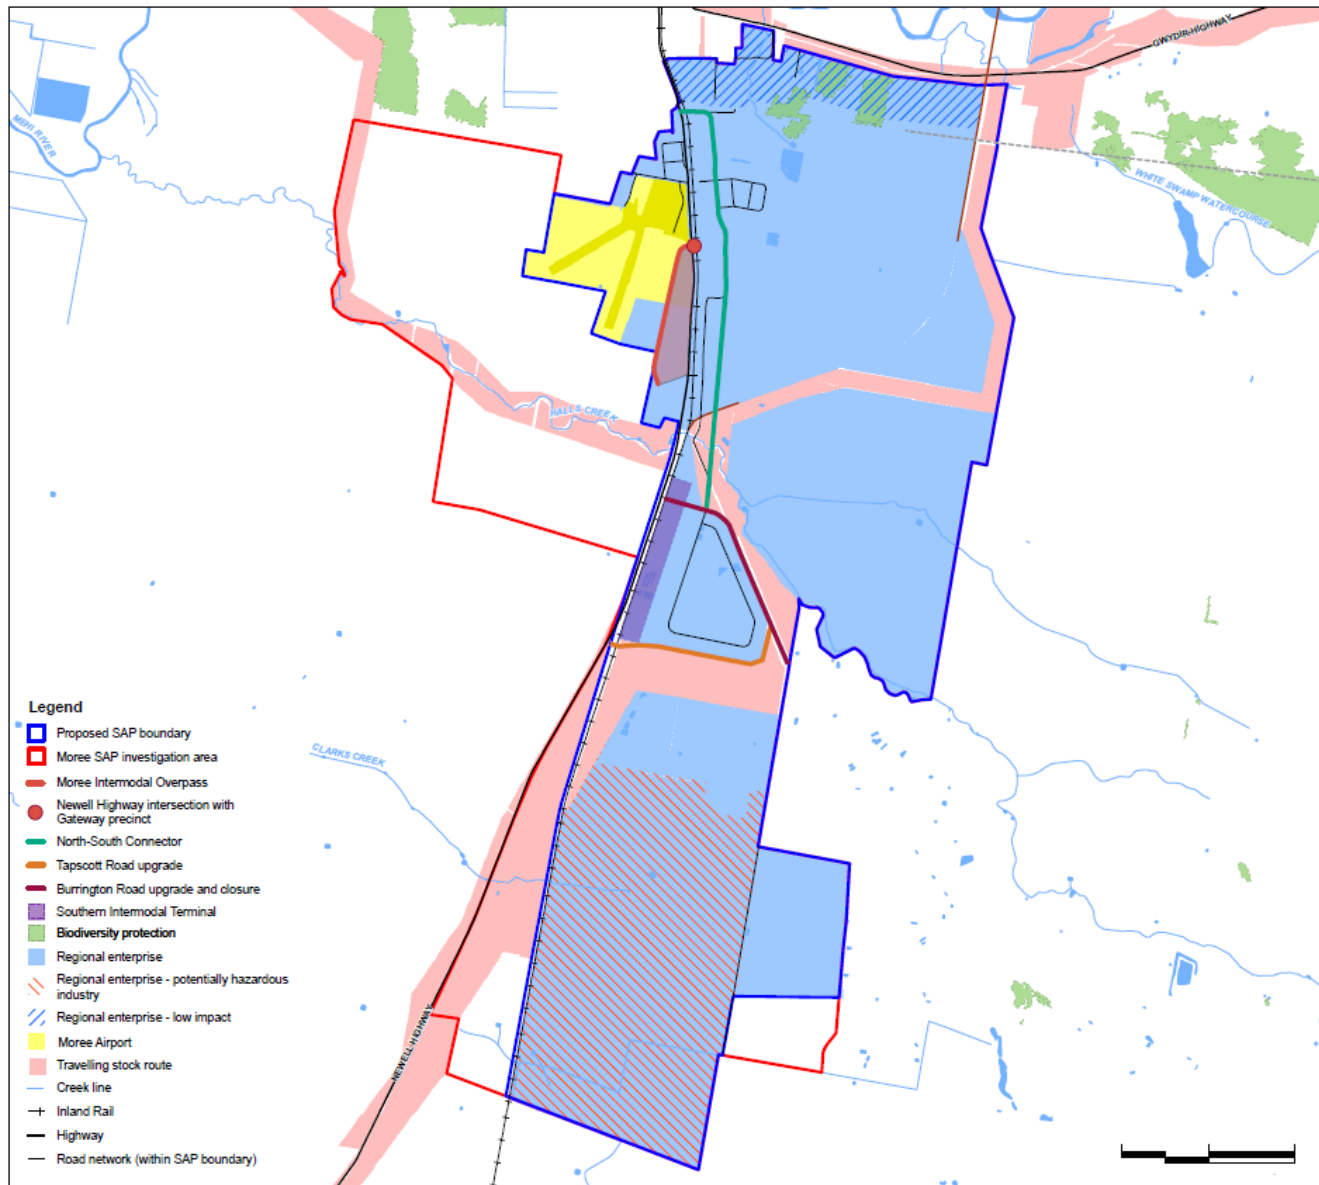 GWYDIR HIGHWAY
MEHI RIVER
WHITE SWAMP WATERCOURSE
HALLS CREEK
CLARKS CREEK
NEWELL HIGHWAY
Legend
Proposed SAP boundary
Moree SAP investigation area
Moree Intermodal Overpass
Newell Highway intersection with
Gateway precinct
North-South Connector
Tapscott Road upgrade
Burrington Road upgrade and closure
Southern Intermodal Terminal
Biodiversity protection
Regional enterprise
Regional enterprise - potentially hazardous
industry
Regional enterprise - low impact
Moree Airport
Travelling stock route
Creek line
Inland Rail
Highway
Road network (within SAP boundary)